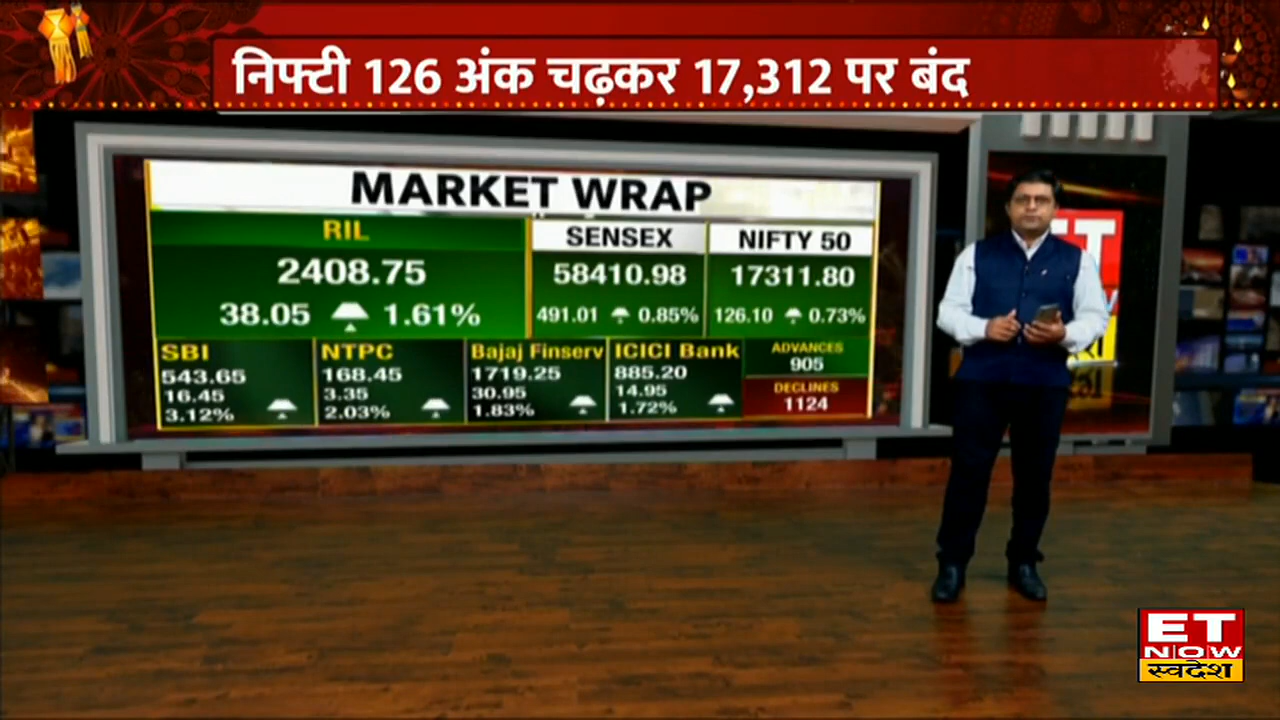 निफ्टी 126 अंक चढ़कर 17,312 पर बंद
MARKET WRAP
RIL
2408.75
38.05 1.61%
SENSEX
58410.98
491.01 0.85%
NIFTY 50
17311.80
126.10 0.73%
SBI
543.65
16.45
3.12%
NTPC
168.45
3.35
2.03%
Bajaj Finserv
1719.25
30.95
1.83%
ICICI Bank
885.20
14.95
1.72%
ADVANCES
905
DECLINES
1124
ET
ET
NOW
स्वदेश